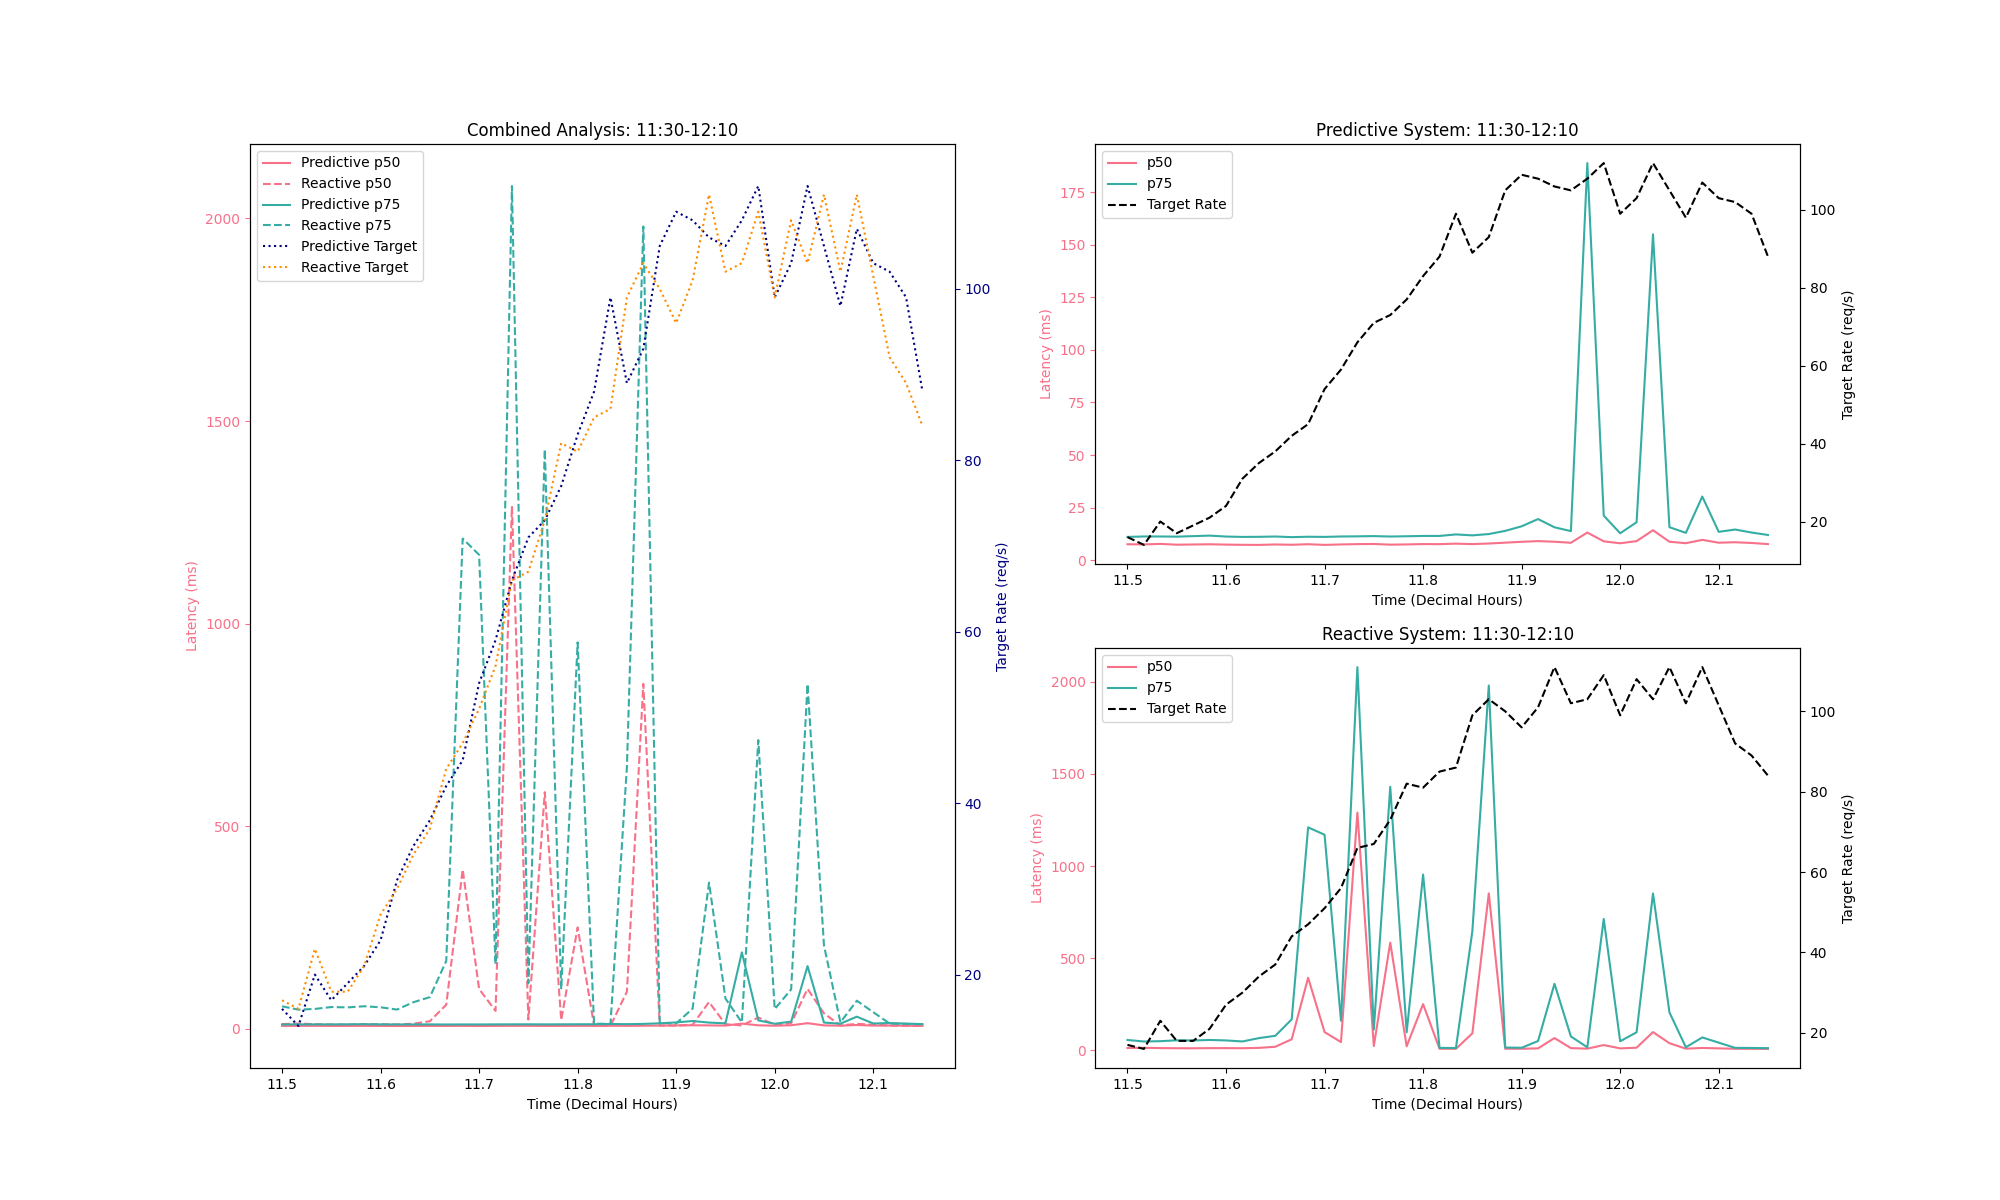 Combined Analysis: 11:30-12:10
Predictive p50
Reactive p50
Predictive p75
Reactive p75
Predictive Target
Reactive Target
2000
1500
1000
500
0
Latency (ms)
100
80
60
40
20
Target Rate (req/s)
11.5 11.6 11.7 11.8 11.9 12.0 12.1
Time (Decimal Hours)
Predictive System: 11:30-12:10
p50
p75
Target Rate
175
150
125
100
75
50
25
0
Latency (ms)
100
80
60
40
20
Target Rate (req/s)
11.5 11.6 11.7 11.8 11.9 12.0 12.1
Time (Decimal Hours)
Reactive System: 11:30-12:10
p50
p75
Target Rate
2000
1500
1000
500
0
Latency (ms)
100
80
60
40
20
Target Rate (req/s)
11.5 11.6 11.7 11.8 11.9 12.0 12.1
Time (Decimal Hours)